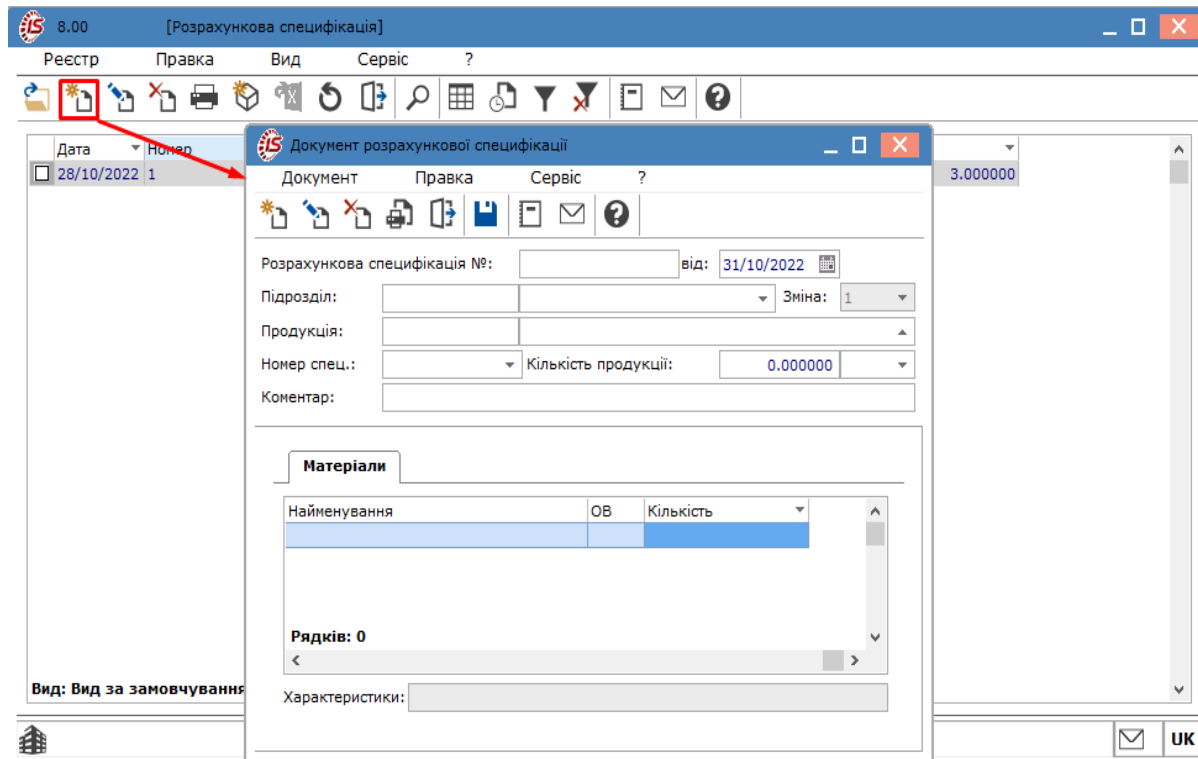 8.00 [Розрахункова специфікація]
Реєстр Правка Вид Сервіс ?
Дата Номер
28/10/2022 1 3.000000
Документ розрахункової специфікації
Документ Правка Сервіс ?
Розрахункова специфікація №: від: 31/10/2022
Підрозділ: Зміна: 1
Продукція:
Номер спец.: Кількість продукції: 0.000000
Коментар:
Матеріали
Найменування ОВ Кількість
Рядків: 0
Вид: Вид за замовчування
Характеристики:
UK